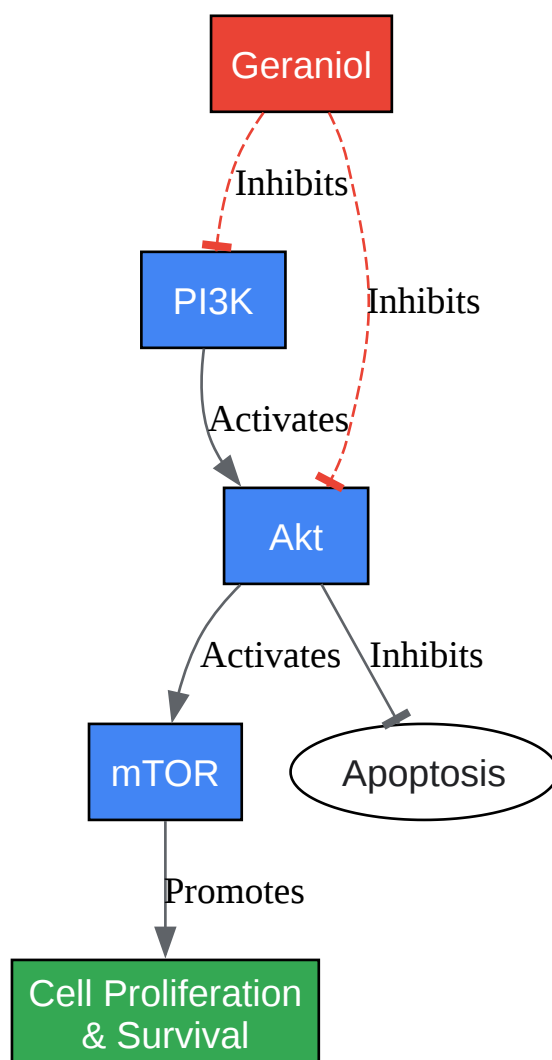 Geraniol
Inhibits
PI3K
Inhibits
Activates
Akt
Activates
Inhibits
mTOR
Apoptosis
Promotes
Cell Proliferation
& Survival